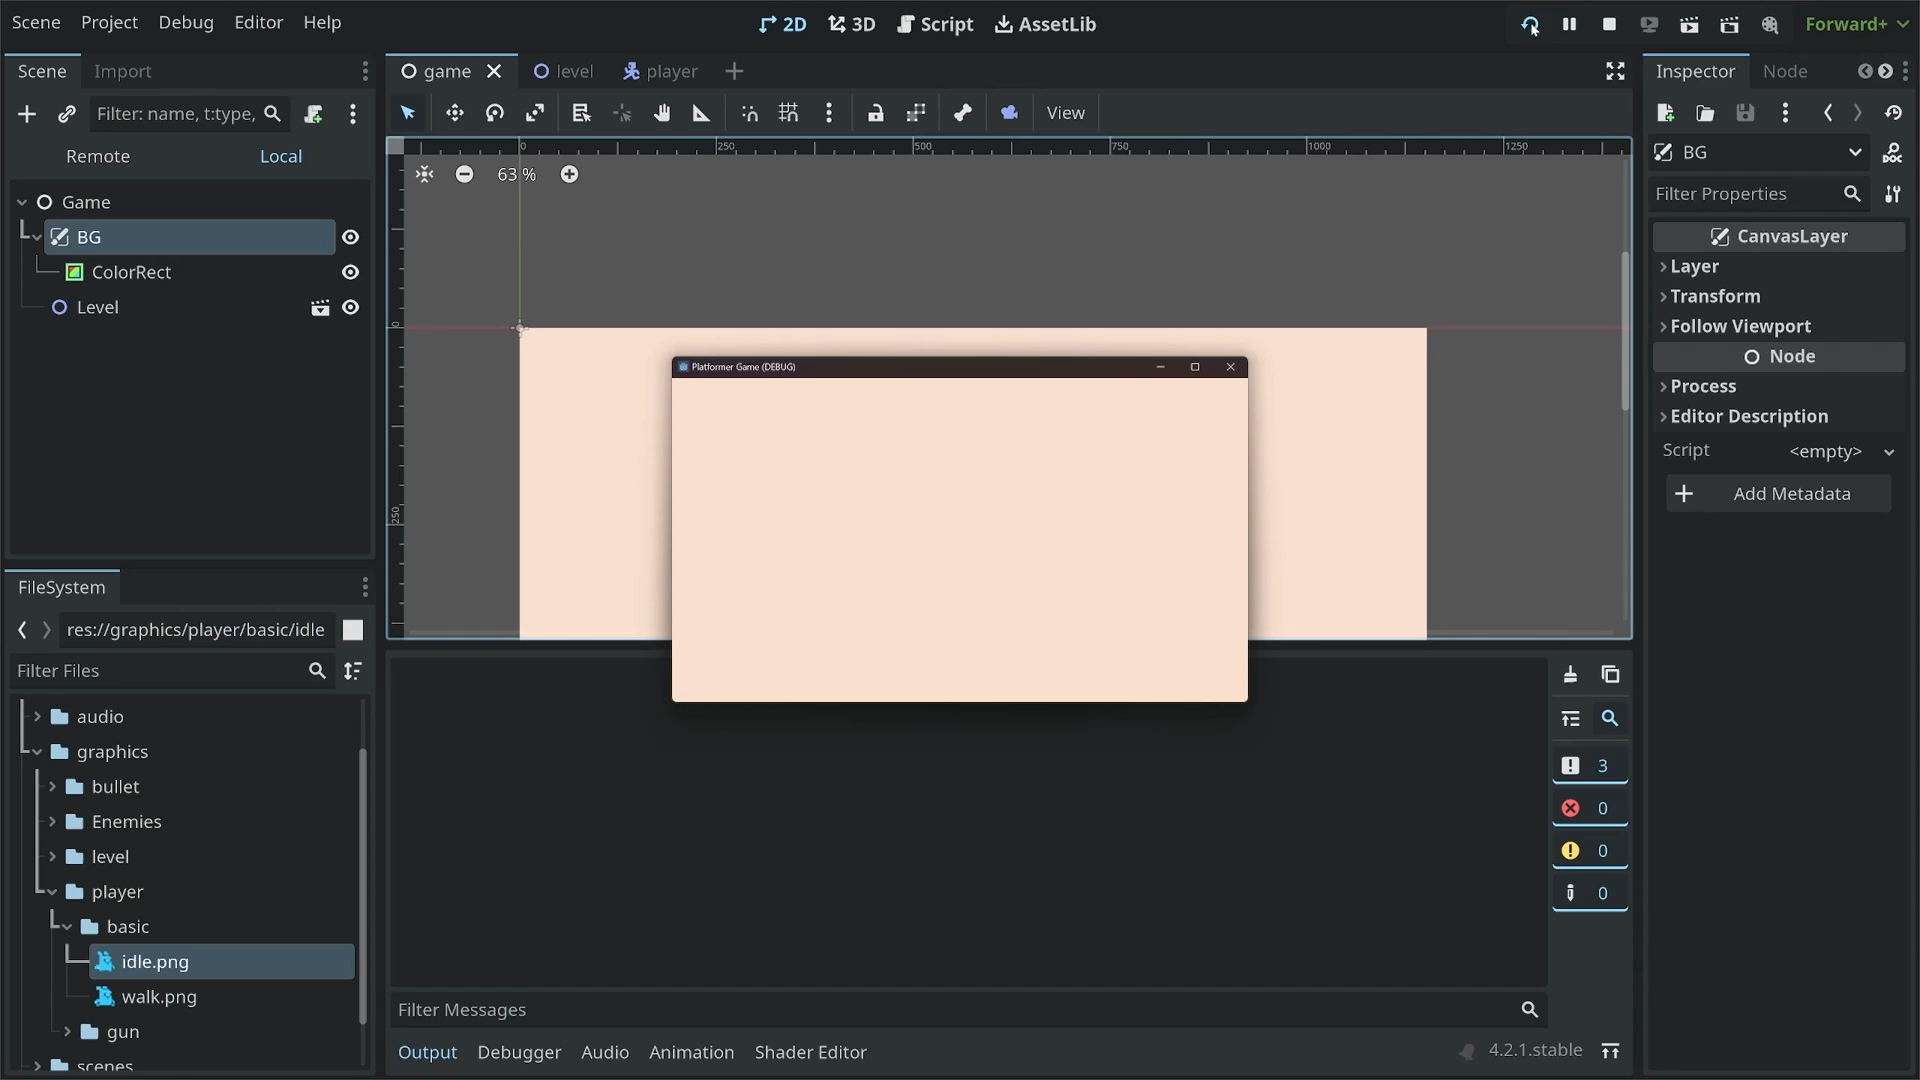 Scene Project Debug Editor Help
2D 3D Script AssetLib
Forward+
Scene Import
game level player
Inspector Node
Filter: name, t:type,
View
Remote Local
BG
Filter Properties
0 250 500 750 1000 1250
63 %
Game
BG
ColorRect
Level
CanvasLayer
Layer
Transform
Follow Viewport
Node
Process
Editor Description
Script <empty>
Add Metadata
0
250
Platformer Game (DEBUG)
FileSystem
res://graphics/player/basic/idle
Filter Files
audio
graphics
bullet
Enemies
level
player
basic
idle.png
walk.png
gun
scenes
3
0
0
0
Filter Messages
Output Debugger Audio Animation Shader Editor
4.2.1.stable